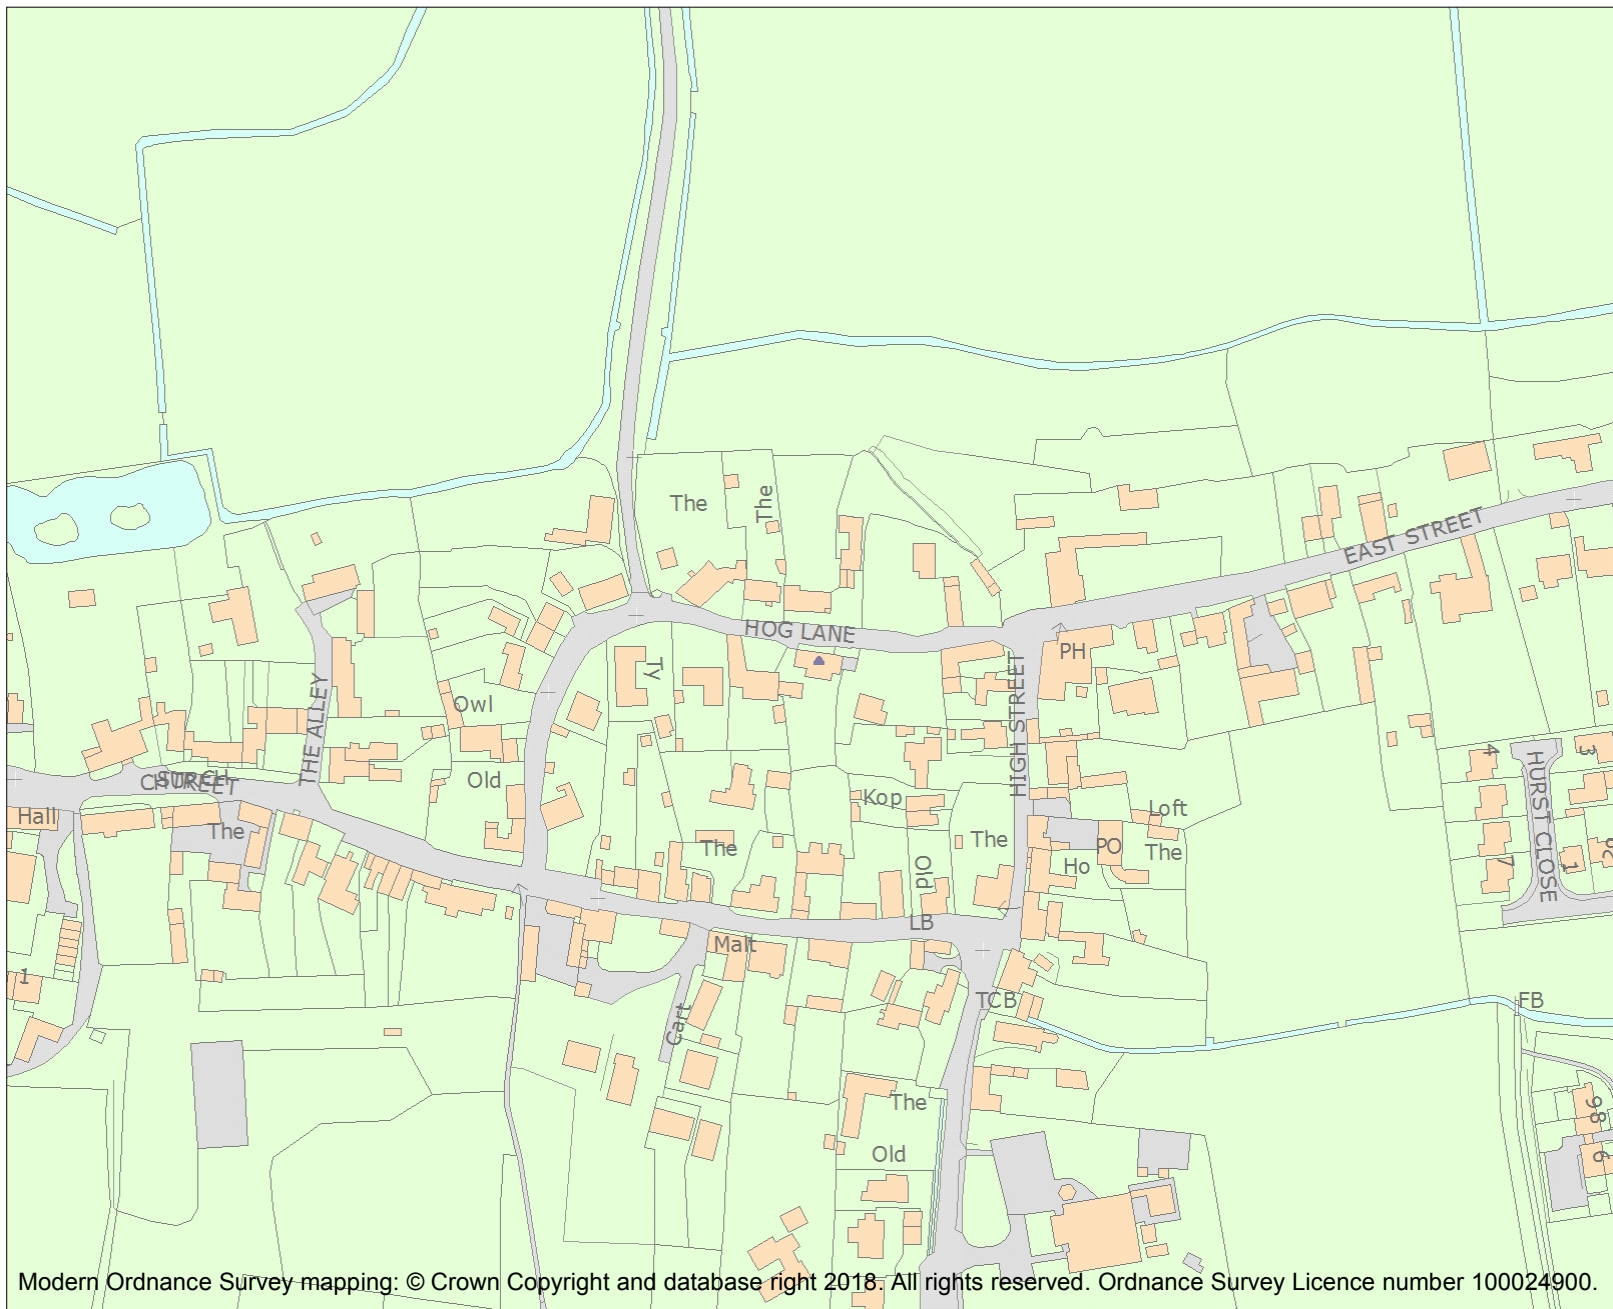 The
The
EAST STREET
HOG LANE
PH
Ty
Owl
THE ALLEY
HIGH STREET
Old
CHURCH
STREET
4
3
HURST CLOSE
Kop
Loft
Hall
The
The
The
Old
PO
The
Ho
7
1
LB
Malt
1
TCB
FB
Cart
The
Old
9
8
6
Modern Ordnance Survey mapping: © Crown Copyright and database right 2018. All rights reserved. Ordnance Survey Licence number 100024900.